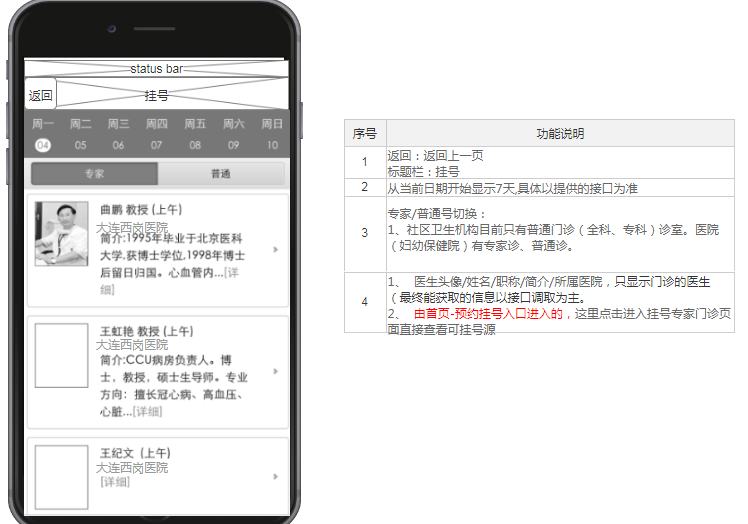 status bar
返回
挂号
周一 周二 周三 周四 周五 周六 周日
04 05 06 07 08 09 10
专家 普通
曲鹏 教授 (上午)
大连西岗医院
简介:1995年毕业于北京医科
大学,获博士学位,1998年博士
后留日归国。心血管内...[详
细]
王虹艳 教授 (上午)
大连西岗医院
简介:CCU病房负责人。博
士，教授，硕士生导师。专业
方向：擅长冠心病、高血压、
心脏...[详细]
王纪文 (上午)
大连西岗医院
[详细]
序号 功能说明
1
返回：返回上一页
标题栏：挂号
2 从当前日期开始显示7天,具体以提供的接口为准
3
专家/普通号切换：
1、社区卫生机构目前只有普通门诊（全科、专科）诊室。医院
（妇幼保健院）有专家诊、普通诊。
4
1、 医生头像/姓名/职称/简介/所属医院，只显示门诊的医生
（最终能获取的信息以接口调取为主。
2、 由首页-预约挂号入口进入的，这里点击进入挂号专家门诊页
面直接查看可挂号源